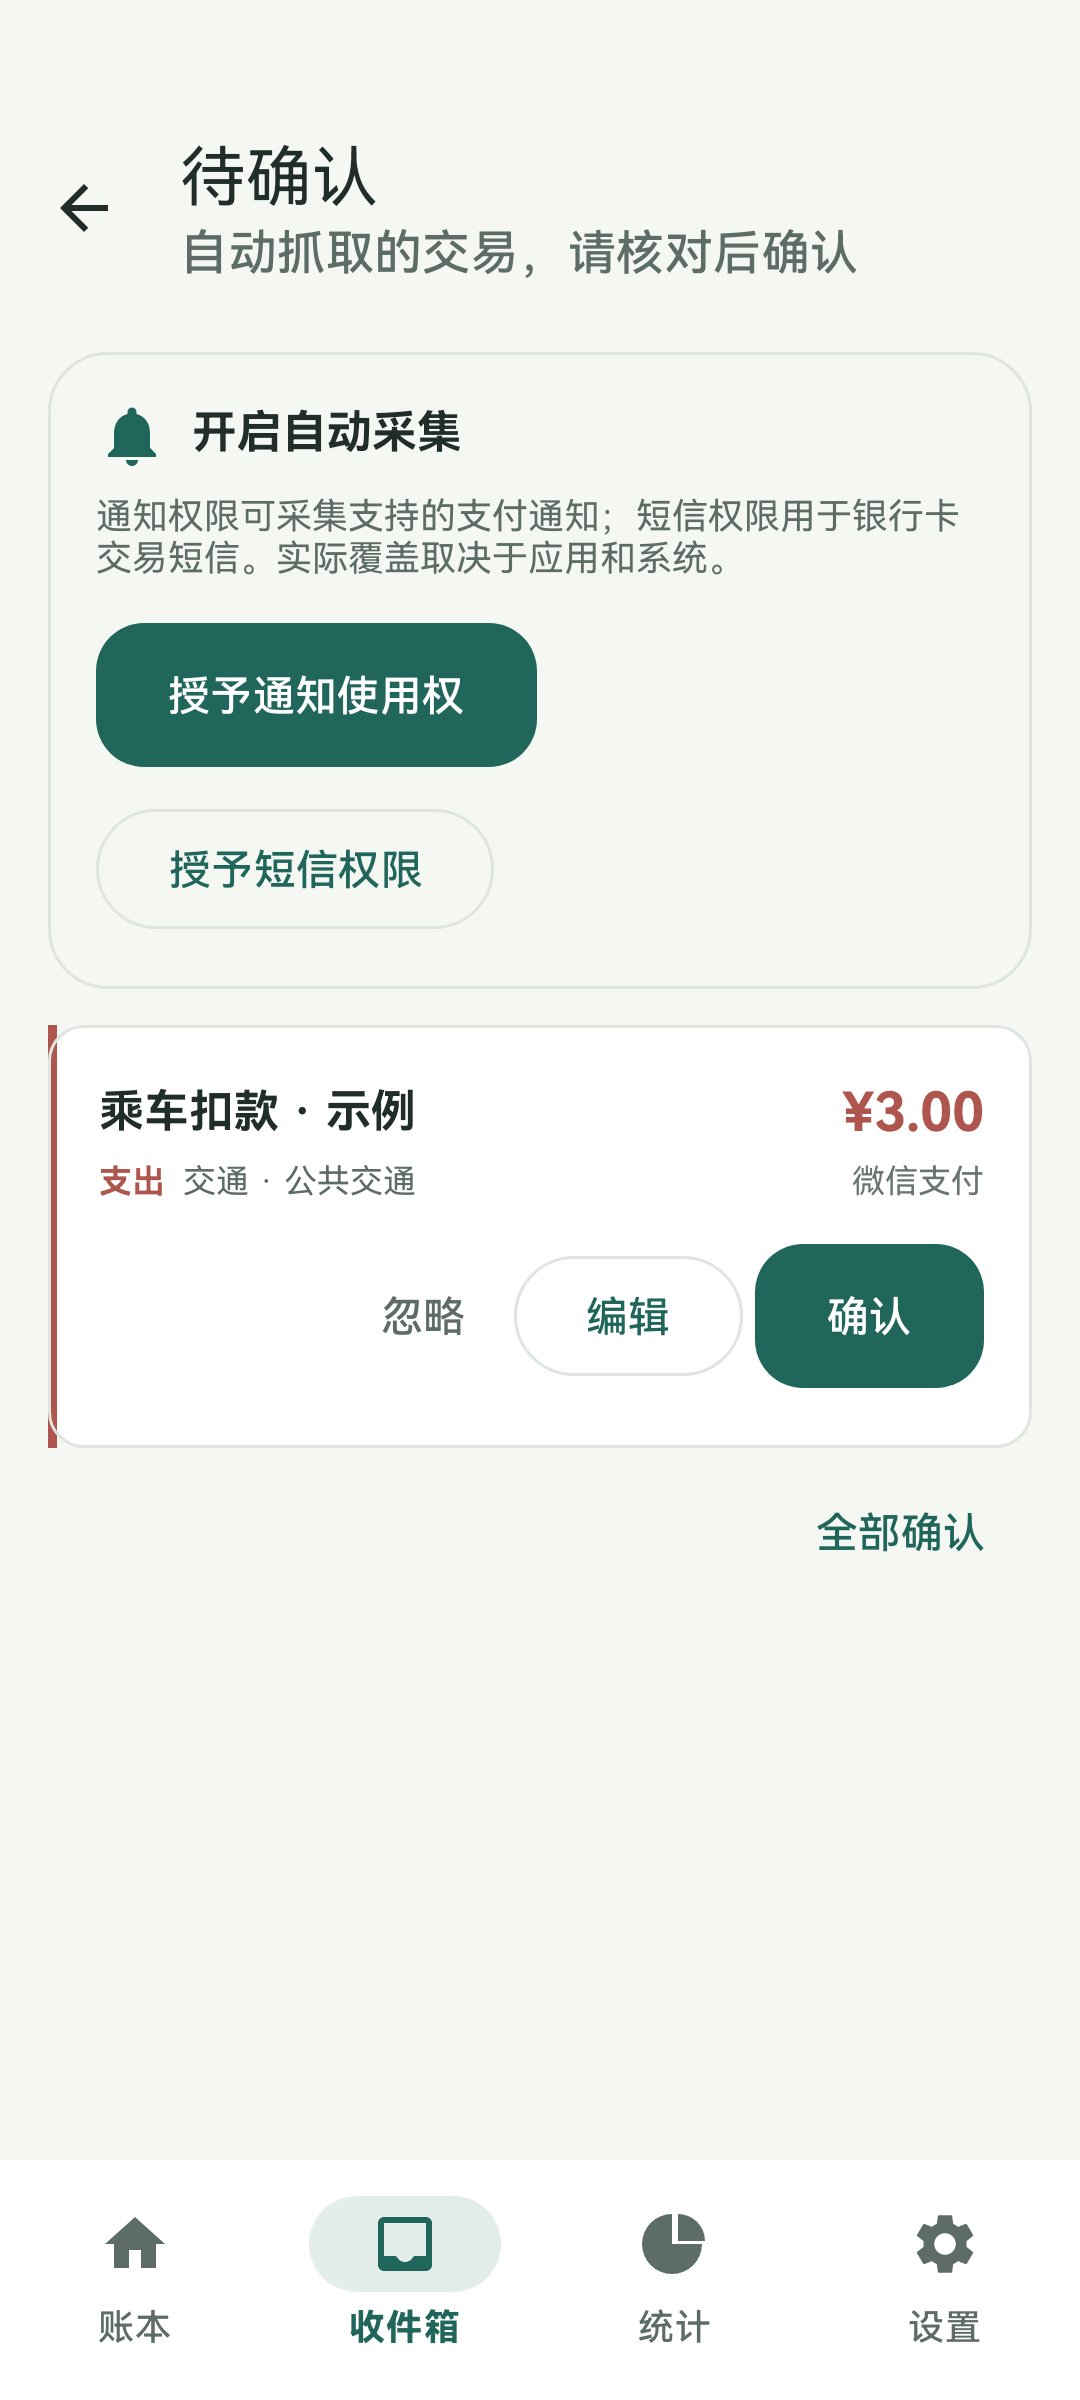 待确认
自动抓取的交易，请核对后确认
开启自动采集
通知权限可采集支持的支付通知；短信权限用于银行卡
交易短信。实际覆盖取决于应用和系统。
授予通知使用权
授予短信权限
乘车扣款 · 示例
¥3.00
支出 交通 · 公共交通
微信支付
忽略
编辑
确认
全部确认
账本
收件箱
统计
设置